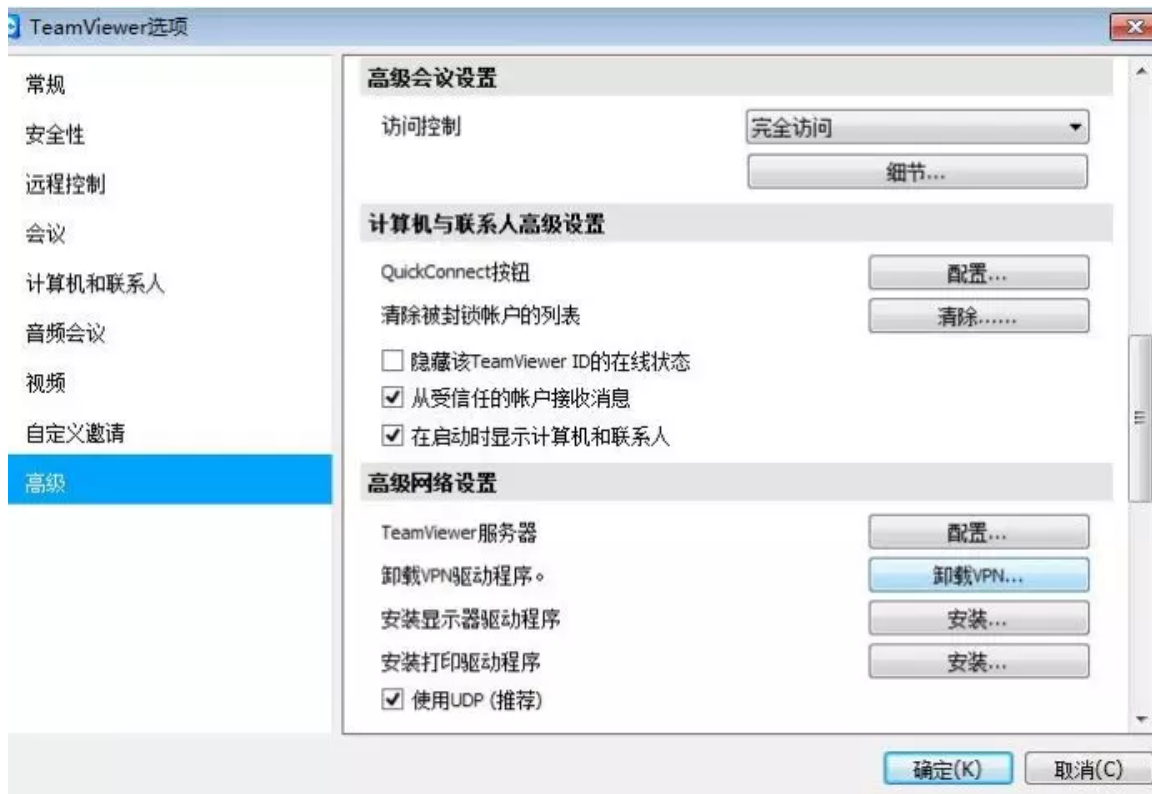 TeamViewer选项
常规
安全性
远程控制
会议
计算机和联系人
音频会议
视频
自定义邀请
高级
高级会议设置
访问控制 完全访问
细节...
计算机与联系人高级设置
QuickConnect按钮 配置...
清除被封锁帐户的列表 清除......
隐藏该TeamViewer ID的在线状态
从受信任的帐户接收消息
在启动时显示计算机和联系人
高级网络设置
TeamViewer服务器 配置...
卸载VPN驱动程序。 卸载VPN...
安装显示器驱动程序 安装...
安装打印驱动程序 安装...
使用UDP (推荐)
确定(K) 取消(C)